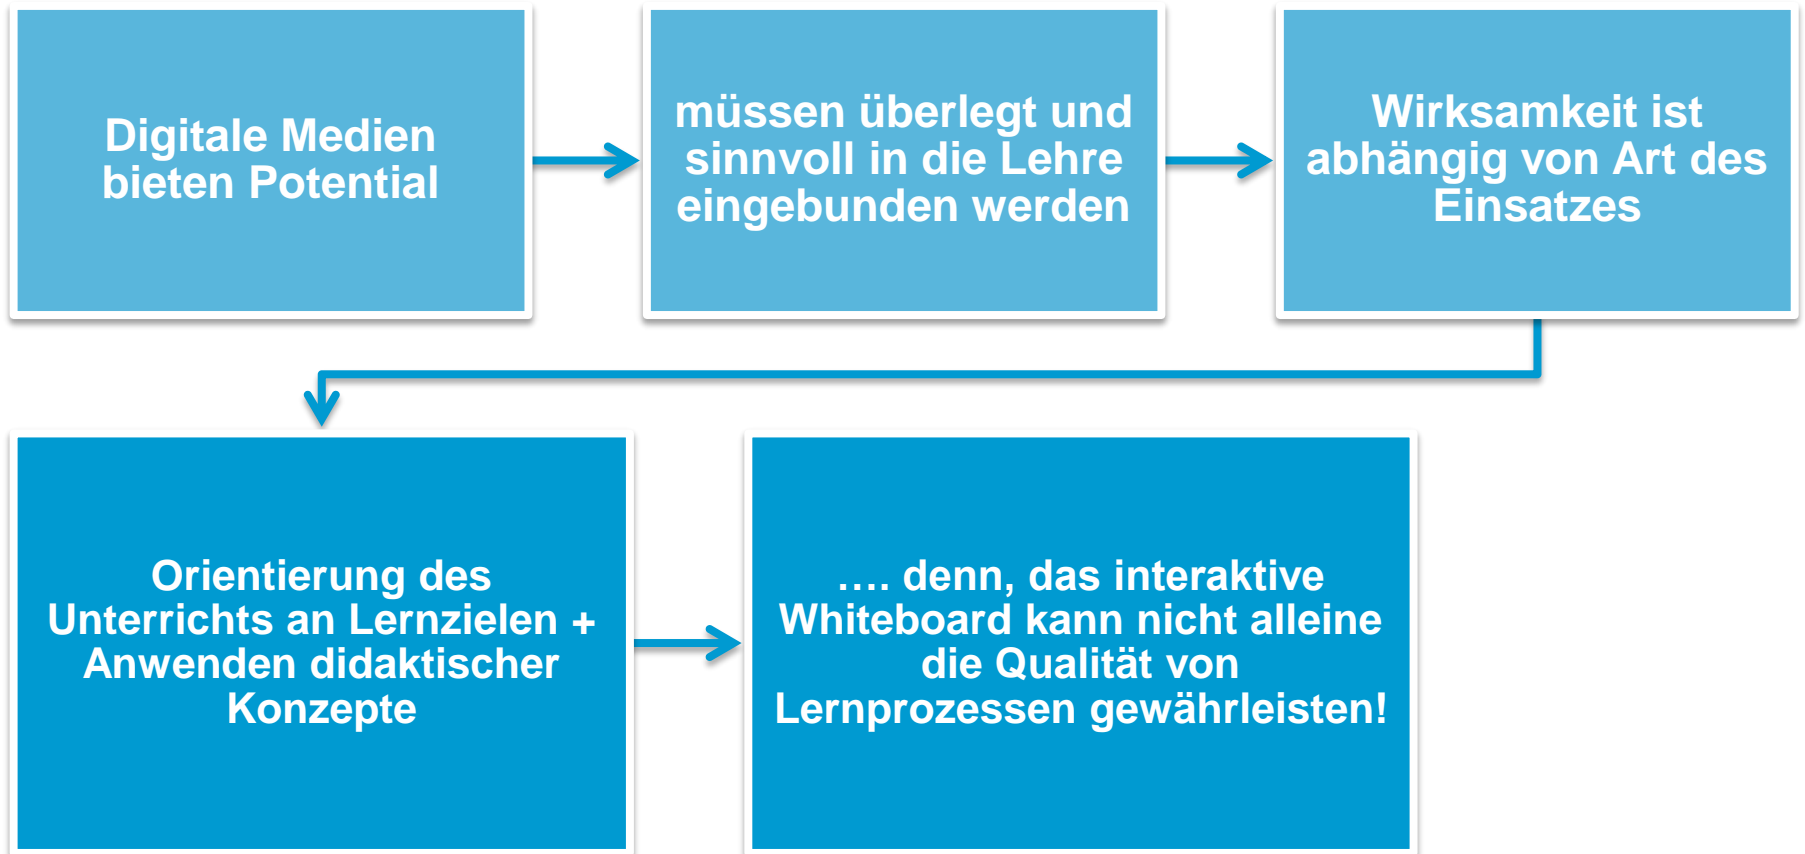 Digitale Medien
bieten Potential
müssen überlegt und
sinnvoll in die Lehre
eingebunden werden
Wirksamkeit ist
abhängig von Art des
Einsatzes
Orientierung des
Unterrichts an Lernzielen +
Anwenden didaktischer
Konzepte
…. denn, das interaktive
Whiteboard kann nicht alleine
die Qualität von
Lernprozessen gewährleisten!